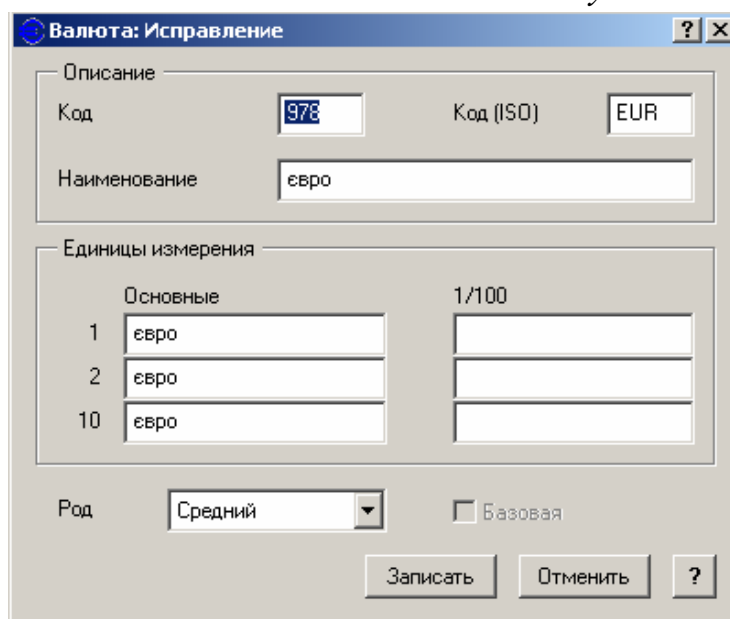 Валюта: Исправление ? ×
Описание
Код 978 Код (ISO) EUR
Наименование євро
Единицы измерения
Основные 1/100
1 євро
2 євро
10 євро
Род Средний Базовая
Записать Отменить ?